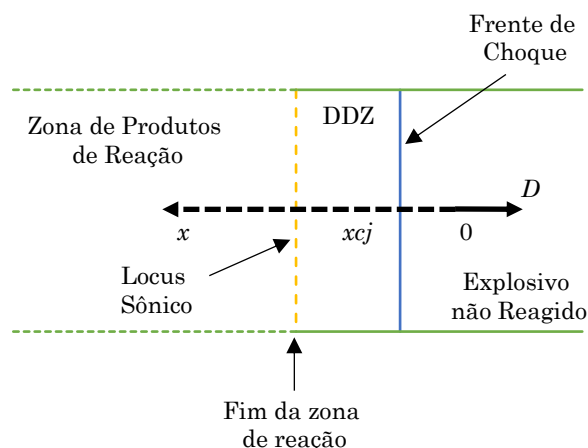 Frente de
Choque
DDZ
Zona de Produtos
de Reação
D
x
xcj
0
Locus
Sônico
Explosivo
não Reagido
Fim da zona
de reação